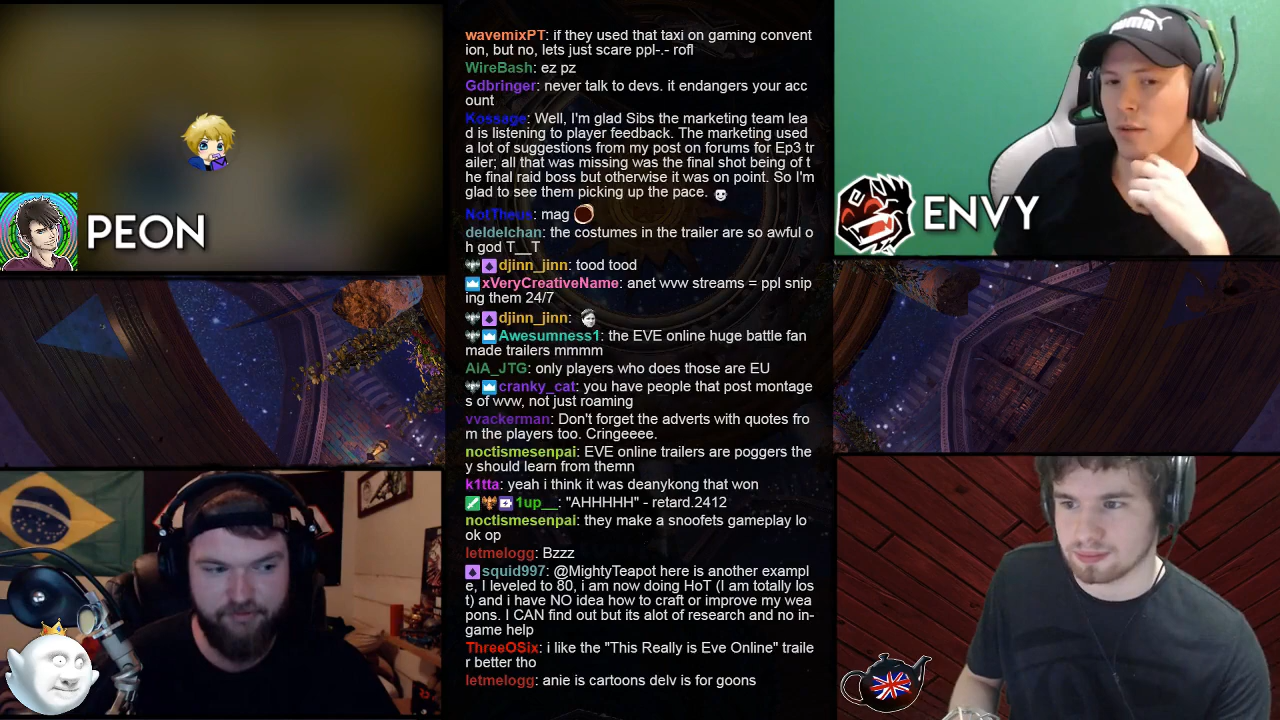 PEON
wavemixPT: if they used that taxi on gaming convent
ion, but no, lets just scare ppl-.- rofl
WireBash: ez pz
Gdbringer: never talk to devs. it endangers your acc
ount
Kossage: Well, I'm glad Sibs the marketing team lea
d is listening to player feedback. The marketing used
a lot of suggestions from my post on forums for Ep3 tr
ailer; all that was missing was the final shot being of t
he final raid boss but otherwise it was on point. So I'm
glad to see them picking up the pace.
NotTheus: mag
deldelchan: the costumes in the trailer are so awful o
h god T__T
djinn_jinn: tood tood
xVeryCreativeName: anet wvw streams = ppl snip
ing them 24/7
djinn_jinn:
Awesumness1: the EVE online huge battle fan
made trailers mmmm
AiA_JTG: only players who does those are EU
cranky_cat: you have people that post montage
s of wvw, not just roaming
vvackerman: Don't forget the adverts with quotes fro
m the players too. Cringeeee.
noctismesenpai: EVE online trailers are poggers the
y should learn from themn
k1tta: yeah i think it was deanykong that won
1up__: "AHHHHH" - retard.2412
noctismesenpai: they make a snoofets gameplay lo
ok op
letmelogg: Bzzz
squid997: @MightyTeapot here is another exampl
e, I leveled to 80, i am now doing HoT (I am totally los
t) and i have NO idea how to craft or improve my wea
pons. I CAN find out but its alot of research and no in-
game help
ThreeOSix: i like the "This Really is Eve Online" traile
r better tho
letmelogg: anie is cartoons delv is for goons
PUMA
ENVY